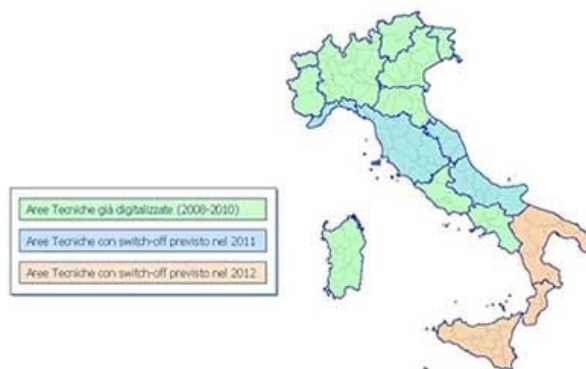 Aree Tecniche già digitalizzate (2008-2010)
Aree Tecniche con switch-off previsto nel 2011
Aree Tecniche con switch-off previsto nel 2012